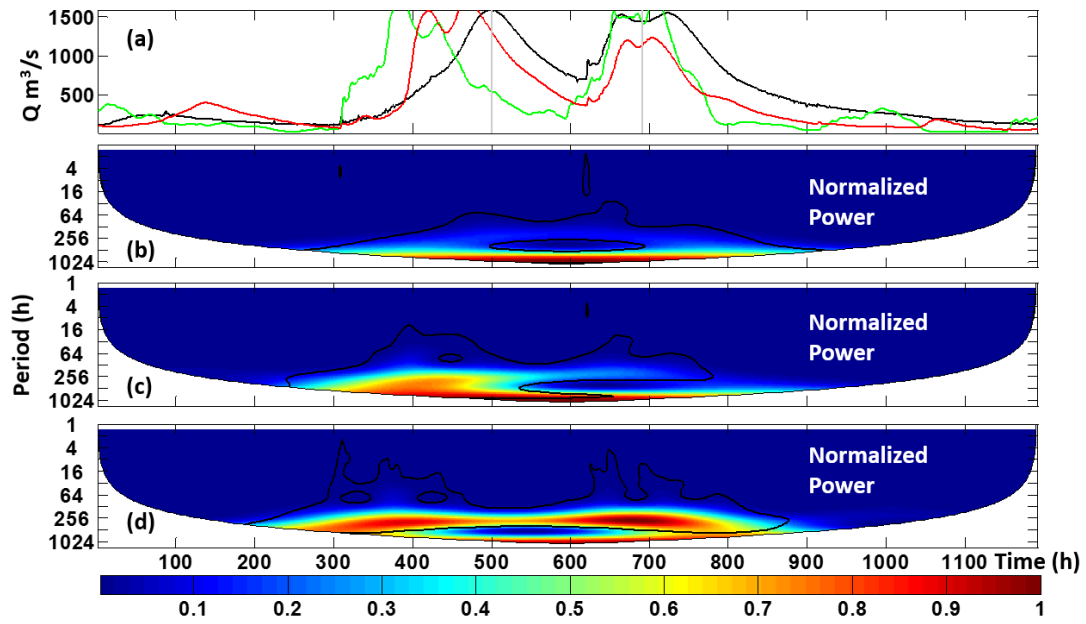 1500
(a)
1000
Q m³/s
500
4
16
Normalized
64
Power
256
(b)
1024
1
4
16
Normalized
64
Power
Period (h)
256
(c)
1024
1
4
Normalized
16
Power
64
256
(d)
1024
100 200 300 400 500 600 700 800 900 1000 1100 Time (h)
0.1 0.2 0.3 0.4 0.5 0.6 0.7 0.8 0.9 1